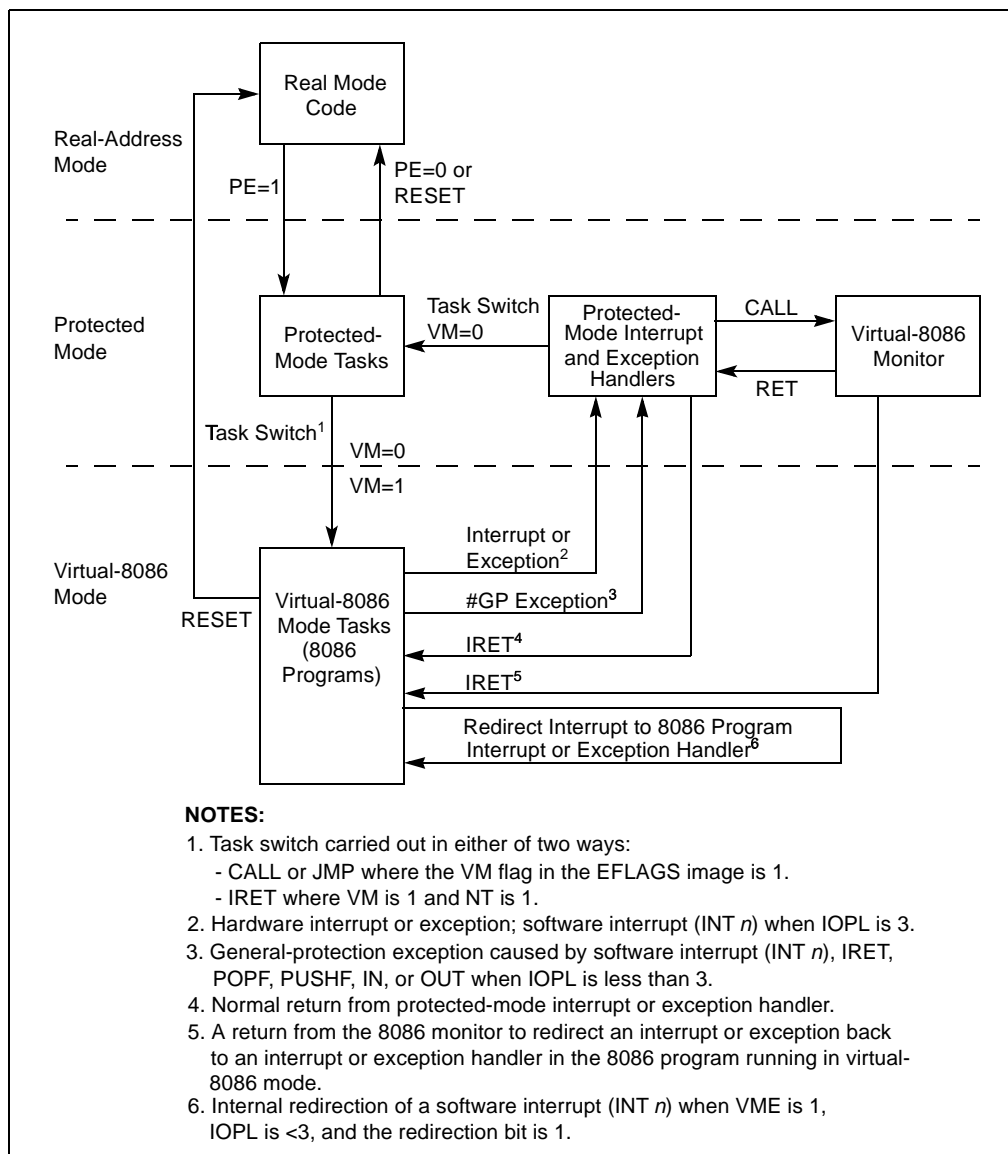 Real Mode
Code
Real-Address
Mode
PE=1
PE=0 or
RESET
Protected
Mode
Protected-
Mode Tasks
Task Switch
VM=0
Protected-
Mode Interrupt
and Exception
Handlers
CALL
RET
Virtual-8086
Monitor
Task Switch1
VM=0
VM=1
Virtual-8086
Mode
RESET
Virtual-8086
Mode Tasks
(8086
Programs)
Interrupt or
Exception2
#GP Exception3
IRET4
IRET5
Redirect Interrupt to 8086 Program
Interrupt or Exception Handler6
NOTES:
1. Task switch carried out in either of two ways:
- CALL or JMP where the VM flag in the EFLAGS image is 1.
- IRET where VM is 1 and NT is 1.
2. Hardware interrupt or exception; software interrupt (INT n) when IOPL is 3.
3. General-protection exception caused by software interrupt (INT n), IRET,
POPF, PUSHF, IN, or OUT when IOPL is less than 3.
4. Normal return from protected-mode interrupt or exception handler.
5. A return from the 8086 monitor to redirect an interrupt or exception back
to an interrupt or exception handler in the 8086 program running in virtual-
8086 mode.
6. Internal redirection of a software interrupt (INT n) when VME is 1,
IOPL is <3, and the redirection bit is 1.